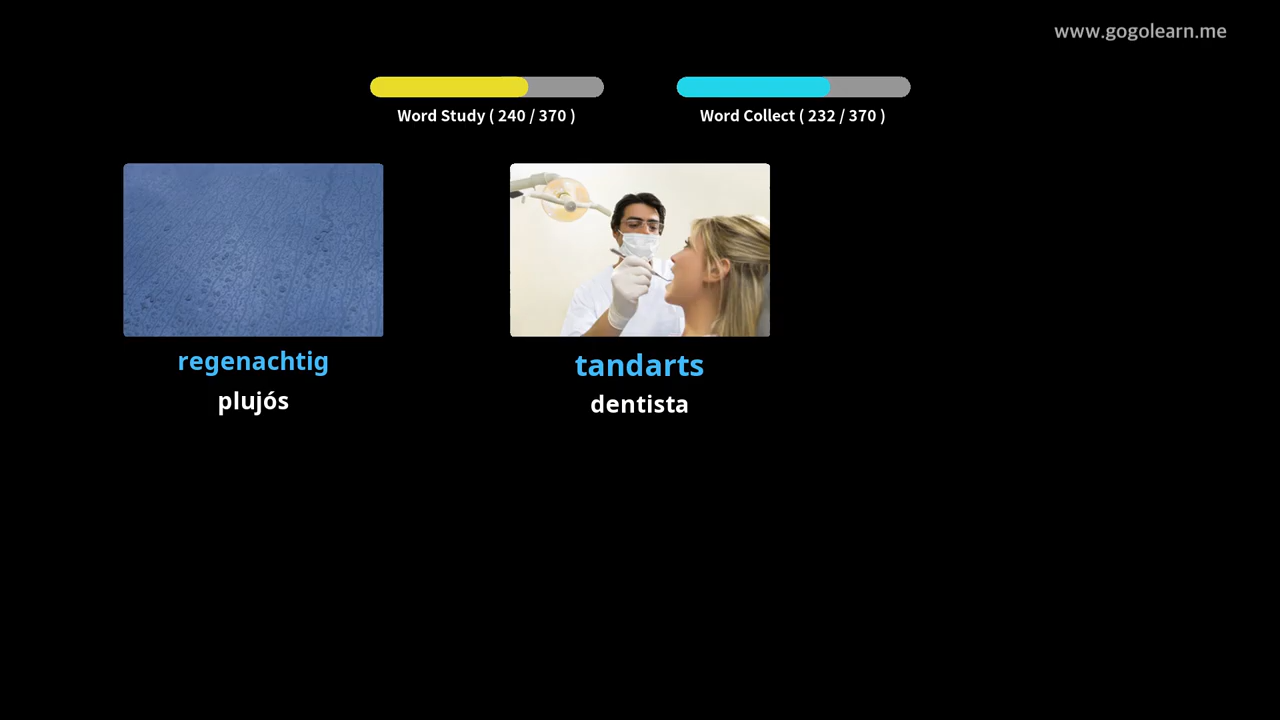 www.gogolearn.me
Word Study ( 240 / 370 )
Word Collect ( 232 / 370 )
regenachtig
plujós
tandarts
dentista